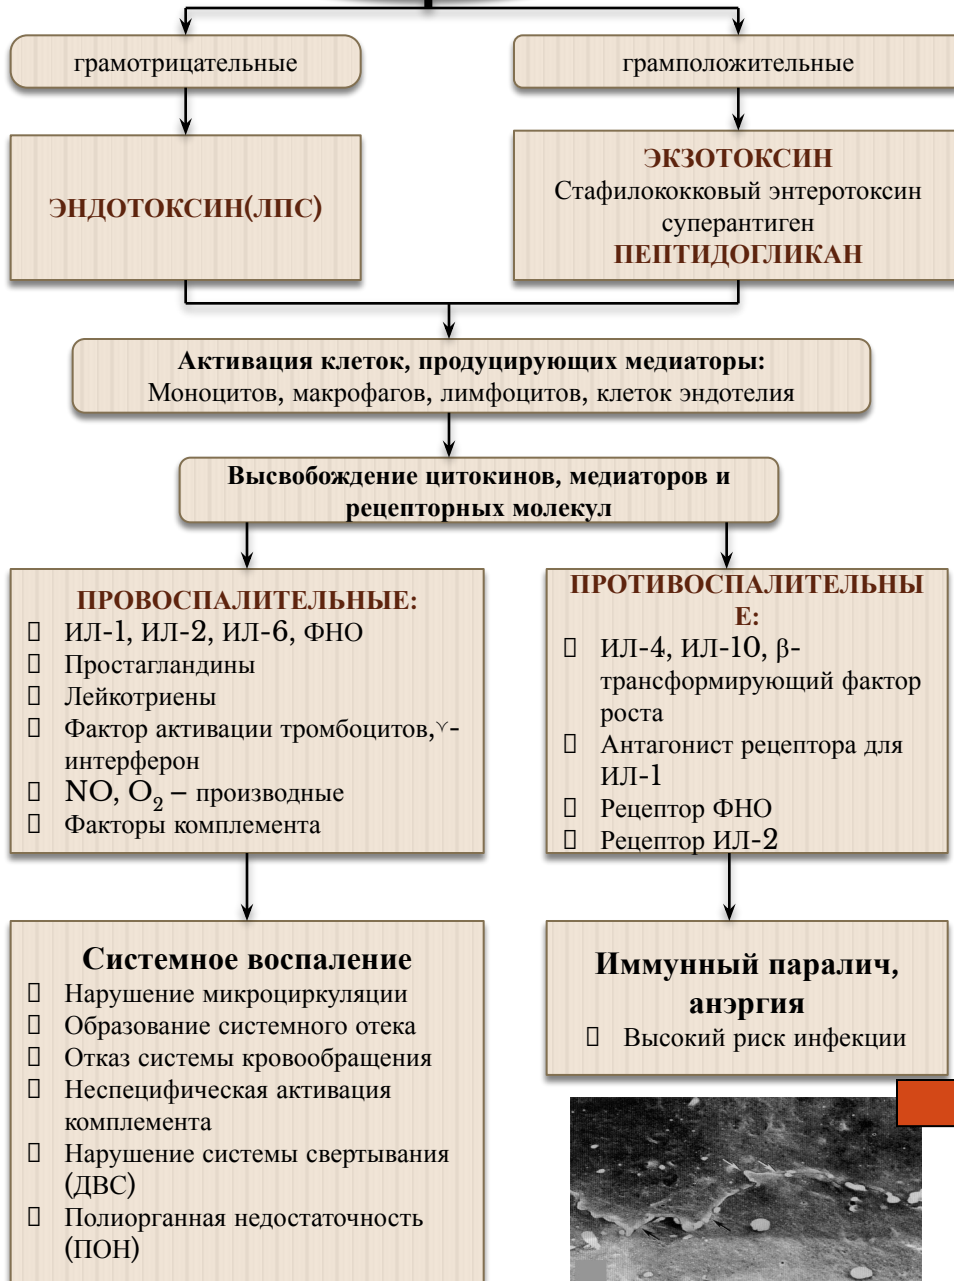 грамотрицательные
грамположительные
ЭНДОТОКСИН(ЛПС)
ЭКЗОТОКСИН
Стафилококковый энтеротоксин
суперантиген
ПЕПТИДОГЛИКАН
Активация клеток, продуцирующих медиаторы:
Моноцитов, макрофагов, лимфоцитов, клеток эндотелия
Высвобождение цитокинов, медиаторов и
рецепторных молекул
ПРОВОСПАЛИТЕЛЬНЫЕ:
ИЛ-1, ИЛ-2, ИЛ-6, ФНО
Простагландины
Лейкотриены
Фактор активации тромбоцитов,γ-
интерферон
NO, O₂ – производные
Факторы комплемента
ПРОТИВОСПАЛИТЕЛЬНЫ
Е:
ИЛ-4, ИЛ-10, β-
трансформирующий фактор
роста
Антагонист рецептора для
ИЛ-1
Рецептор ФНО
Рецептор ИЛ-2
Системное воспаление
Нарушение микроциркуляции
Образование системного отека
Отказ системы кровообращения
Неспецифическая активация
комплемента
Нарушение системы свертывания
(ДВС)
Полиорганная недостаточность
(ПОН)
Иммунный паралич,
анэргия
Высокий риск инфекции